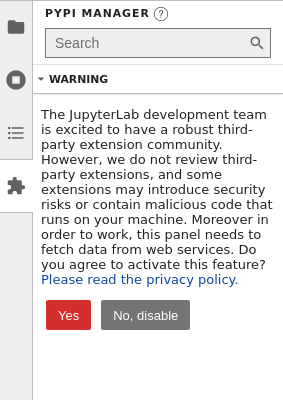 PYPI MANAGER ?
Search
WARNING
The JupyterLab development team
is excited to have a robust third-
party extension community.
However, we do not review third-
party extensions, and some
extensions may introduce security
risks or contain malicious code that
runs on your machine. Moreover in
order to work, this panel needs to
fetch data from web services. Do
you agree to activate this feature?
Please read the privacy policy.
Yes No, disable